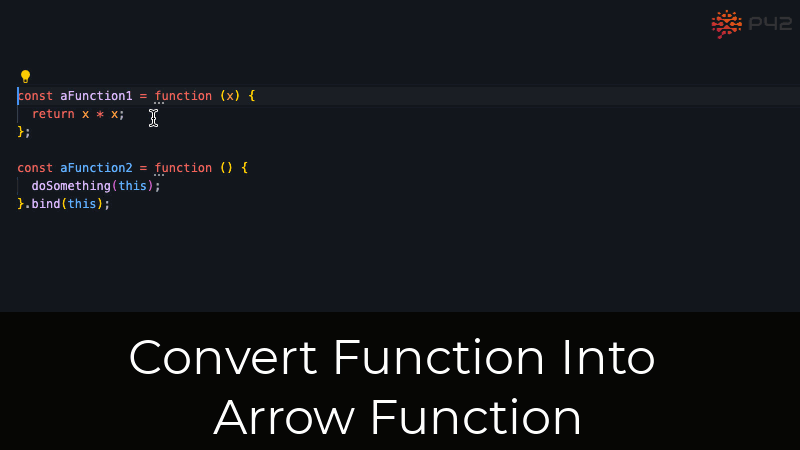 P42
const aFunction1 = function (x) {
  return x * x;
};
const aFunction2 = function () {
  doSomething(this);
}.bind(this);
Convert Function Into
Arrow Function